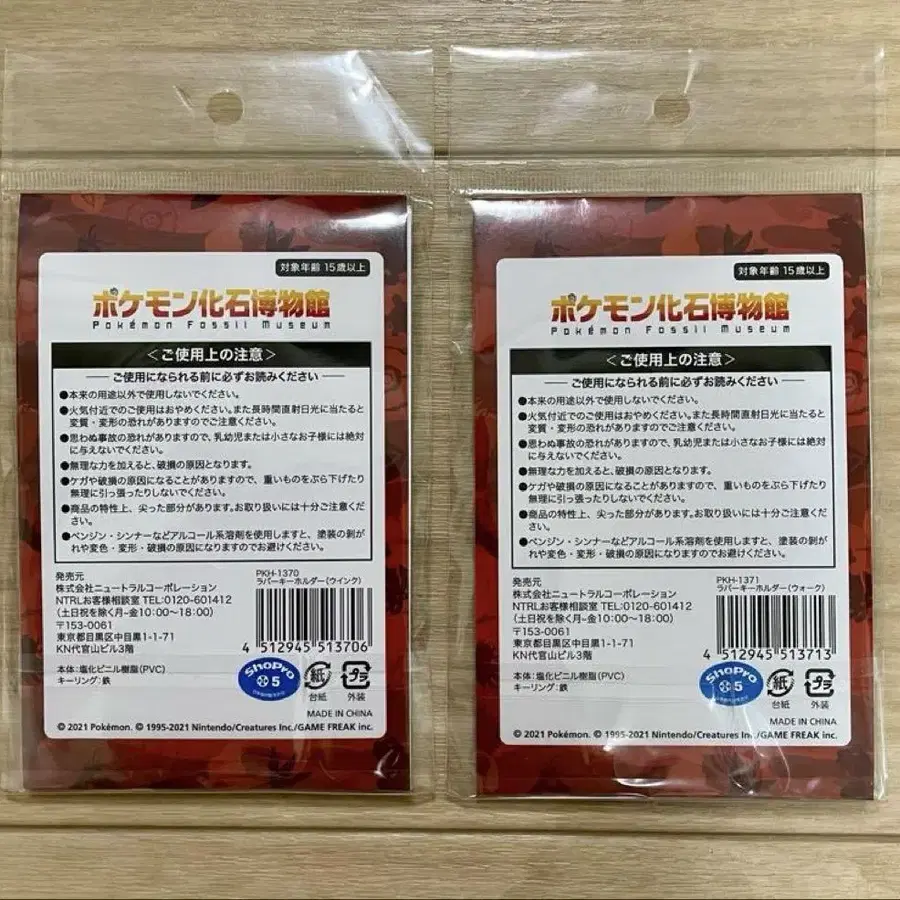 対象年齢 15歳以上
ポケモン化石博物館
Pokémon Fossil Museum
<ご使用上の注意>
ご使用になられる前に必ずお読みください
●本来の用途以外で使用しないでください。
●火気付近でのご使用はおやめください。また長時間直射日光に当たると
変質・変形の恐れがありますのでご注意ください。
●思わぬ事故の恐れがありますので、乳幼児または小さなお子様には絶対
に与えないでください。
●無理な力を加えると、破損の原因となります。
●ケガや破損の原因になることがありますので、重いものをぶら下げたり
無理に引っ張ったりしないでください。
●商品の特性上、尖った部分があります。お取り扱いには十分ご注意くだ
さい。
●ベンジン・シンナーなどアルコール系溶剤を使用しますと、塗装の剝が
れや変色・変形・破損の原因になりますのでお避けください。
発売元
株式会社ニュートラルコーポレーション
NTRLお客様相談室 TEL:0120-601412
(土日祝を除く月-金10:00〜18:00)
〒153-0061
東京都目黒区中目黒1-1-71
KN代官山ビル3階
PKH-1370
ラバーキーホルダー(ウインク)
4 512945 513706
本体:塩化ビニル樹脂(PVC)
キーリング:鉄
ShoPro
5
紙
台紙
プラ
外装
MADE IN CHINA
© 2021 Pokémon. © 1995-2021 Nintendo/Creatures Inc./GAME FREAK inc.
対象年齢 15歳以上
ポケモン化石博物館
Pokémon Fossil Museum
<ご使用上の注意>
ご使用になられる前に必ずお読みください
●本来の用途以外で使用しないでください。
●火気付近でのご使用はおやめください。また長時間直射日光に当たると
変質・変形の恐れがありますのでご注意ください。
●思わぬ事故の恐れがありますので、乳幼児または小さなお子様には絶対
に与えないでください。
●無理な力を加えると、破損の原因となります。
●ケガや破損の原因になることがありますので、重いものをぶら下げたり
無理に引っ張ったりしないでください。
●商品の特性上、尖った部分があります。お取り扱いには十分ご注意くだ
さい。
●ベンジン・シンナーなどアルコール系溶剤を使用しますと、塗装の剝が
れや変色・変形・破損の原因になりますのでお避けください。
発売元
株式会社ニュートラルコーポレーション
NTRLお客様相談室 TEL:0120-601412
(土日祝を除く月-金10:00〜18:00)
〒153-0061
東京都目黒区中目黒1-1-71
KN代官山ビル3階
PKH-1371
ラバーキーホルダー(ウォーク)
4 512945 513713
本体:塩化ビニル樹脂(PVC)
キーリング:鉄
ShoPro
5
紙
台紙
プラ
外装
MADE IN CHINA
© 2021 Pokémon. © 1995-2021 Nintendo/Creatures Inc./GAME FREAK inc.